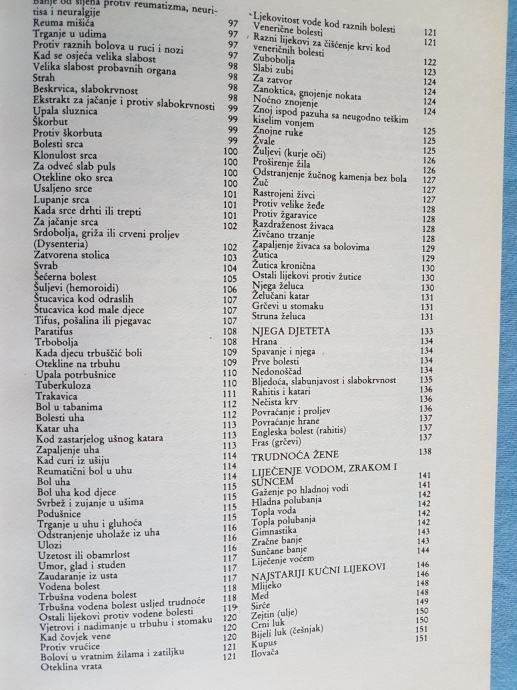 Banje od sijena protiv reumatizma, neuri-
tisa i neuralgije
Reuma mišića 97
Trganje u udima 97
Protiv raznih bolova u ruci i nozi 97
Kad se osjeća velika slabost 97
Velika slabost probavnih organa 98
Strah 98
Beskrvica, slabokrvnost 98
Ekstrakt za jačanje i protiv slabokrvnosti 98
Upala sluznica 99
Škorbut 99
Protiv škorbuta 99
Bolesti srca 99
Klonulost srca 100
Za odveć slab puls 100
Otekline oko srca 100
Usaljeno srce 100
Lupanje srca 101
Kada srce drhti ili trepti 101
Za jačanje srca 102
Srdobolja, griža ili crveni proljev
(Dysenteria) 102
Zatvorena stolica 103
Svrab 104
Šećerna bolest 105
Šuljevi (hemoroidi) 106
Štucavica kod odraslih 107
Štucavica kod male djece 107
Tifus, pošalina ili pjegavac 107
Paratifus 108
Trbobolja 108
Kada djecu trbuščić boli 109
Otekline na trbuhu 109
Upala potrbušnice 110
Tuberkuloza 110
Trakavica 111
Bol u tabanima 112
Bolesti uha 112
Katar uha 113
Kod zastarjelog ušnog katara 113
Zapaljenje uha 113
Kad curi iz ušiju 114
Reumatični bol u uhu 114
Bol uha 114
Bol uha kod djece 115
Svrbež i zujanje u ušima 115
Podušnice 115
Trganje u uhu i gluhoća 116
Odstranjenje uholaže iz uha 116
Ulozi 116
Uzetost ili obamrlost 116
Umor, glad i studen 117
Zaudaranje iz usta 117
Vodena bolest 117
Trbušna vodena bolest 118
Trbušna vodena bolest usljed trudnoće 118
Ostali lijekovi protiv vodene bolesti 119
Vjetrovi i nadimanje u trbuhu i stomaku 120
Kad čovjek vene 120
Protiv vrućice 120
Bolovi u vratnim žilama i zatiljku 121
Oteklina vrata
Ljekovitost vode kod raznih bolesti
Venerične bolesti 121
Razni lijekovi za čišćenje krvi kod 121
veneričnih bolesti
Zubobolja 122
Slabi zubi 123
Za zatvor 124
Zanoktica, gnojenje nokata 124
Noćno znojenje 124
Znoj ispod pazuha sa neugodno teškim
kiselim vonjem
Znojne ruke 125
Žvale 125
Žuljevi (kurje oči) 125
Proširenje žila 126
Odstranjenje žučnog kamenja bez bola 126
Žuč 127
Rastrojeni živci 127
Protiv velike žeđe 127
Protiv žgaravice 128
Razdraženost živaca 128
Živčano trzanje 128
Zapaljenje živaca sa bolovima 129
Žutica 129
Žutica kronična 130
Ostali lijekovi protiv žutice 130
Njega želuca 130
Želučani katar 131
Grčevi u stomaku 131
Struna želuca 131
NJEGA DJETETA 133
Hrana 134
Spavanje i njega 134
Prve bolesti 134
Nedonoščad 134
Bljedoća, slabunjavost i slabokrvnost 135
Rahitis i katari 136
Nečista krv 136
Povraćanje i proljev 136
Povraćanje hrane 137
Engleska bolest (rahitis) 137
Fras (grčevi) 137
TRUDNOĆA ŽENE 138
LIJEČENJE VODOM, ZRAKOM I
SUNCEM 141
Gaženje po hladnoj vodi 141
Hladna polubanja 142
Topla voda 142
Topla polubanja 142
Gimnastika 143
Zračne banje 143
Sunčane banje 144
Liječenje voćem
NAJSTARIJI KUĆNI LIJEKOVI 146
Mlijeko 146
Med 148
Sirće 148
Zejtin (ulje) 149
Crni luk 150
Bijeli luk (češnjak) 150
Kupus 151
Ilovača 151